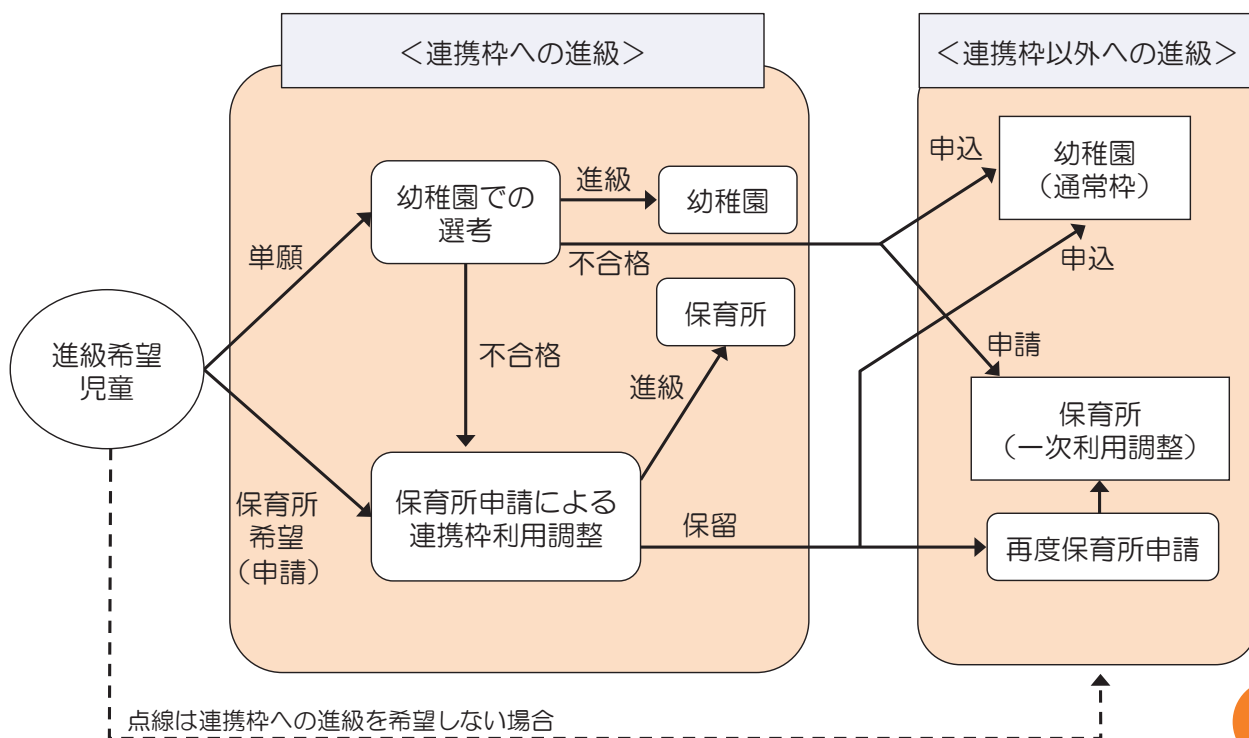 ＜連携枠への進級＞
＜連携枠以外への進級＞
進級希望
児童
単願
保育所
希望
（申請）
幼稚園での
選考
進級
幼稚園
不合格
不合格
保育所
進級
保育所申請による
連携枠利用調整
保留
申込
幼稚園
（通常枠）
申込
申請
保育所
（一次利用調整）
再度保育所申請
点線は連携枠への進級を希望しない場合